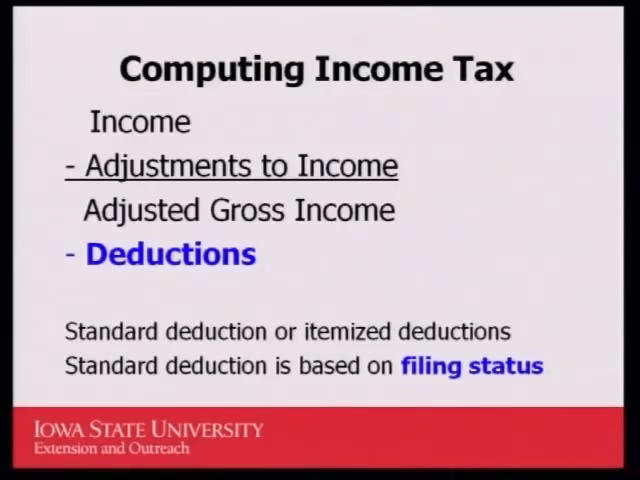 Computing Income Tax
Income
- Adjustments to Income
Adjusted Gross Income
- Deductions
Standard deduction or itemized deductions
Standard deduction is based on filing status
IOWA STATE UNIVERSITY
Extension and Outreach